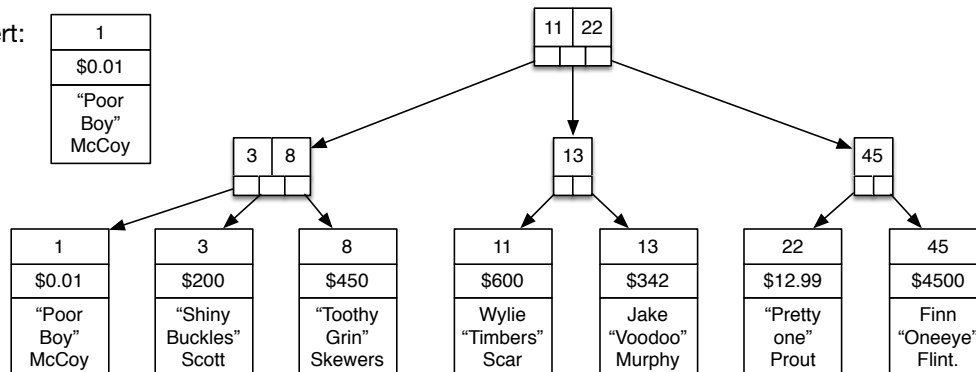 ert:
1
$0.01
“Poor
Boy”
McCoy
11 22
3 8
13
45
1
$0.01
“Poor
Boy”
McCoy
3
$200
“Shiny
Buckles”
Scott
8
$450
“Toothy
Grin”
Skewers
11
$600
Wylie
“Timbers”
Scar
13
$342
Jake
“Voodoo”
Murphy
22
$12.99
“Pretty
one”
Prout
45
$4500
Finn
“Oneeye”
Flint.